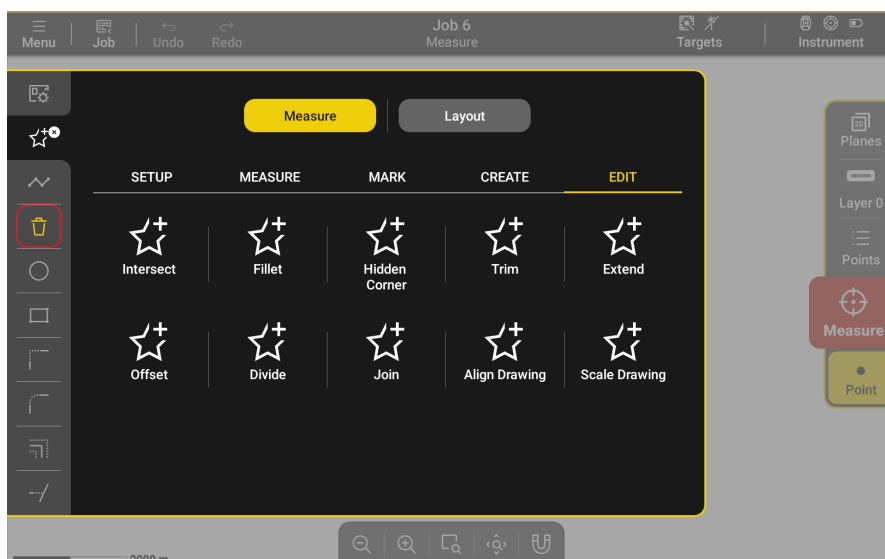 Menu
Job
Undo
Redo
Job 6
Measure
Targets
Instrument
Measure
Layout
SETUP
MEASURE
MARK
CREATE
EDIT
Intersect
Fillet
Hidden
Corner
Trim
Extend
Offset
Divide
Join
Align Drawing
Scale Drawing
2D
Planes
Layer 0
Points
Measure
Point